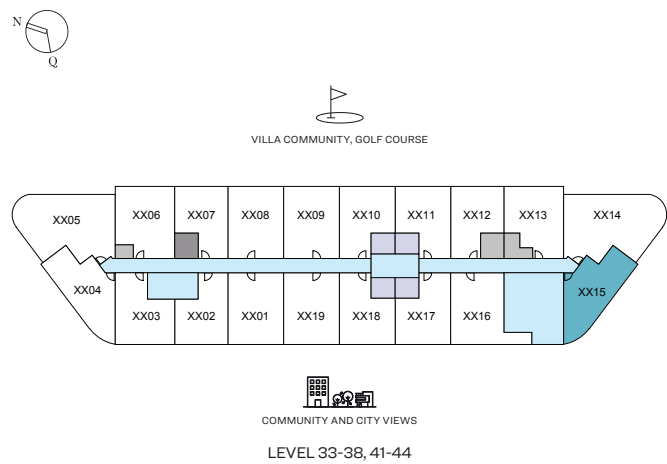 N
Q
VILLA COMMUNITY, GOLF COURSE
XX05 XX06 XX07 XX08 XX09 XX10 XX11 XX12 XX13 XX14
XX04 XX03 XX02 XX01 XX19 XX18 XX17 XX16 XX15
COMMUNITY AND CITY VIEWS
LEVEL 33-38, 41-44